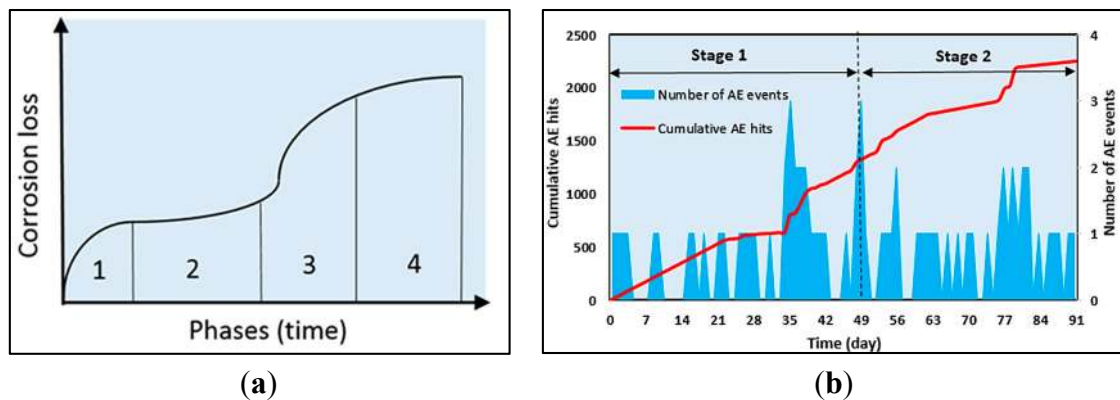 Corrosion loss
1
2
3
4
Phases (time)
(a)
Cumulative AE hits
2500
2000
1500
1000
500
0
Stage 1
Stage 2
Number of AE events
Cumulative AE hits
4
3
2
1
0
Number of AE events
0 7 14 21 28 35 42 49 56 63 70 77 84 91
Time (day)
(b)